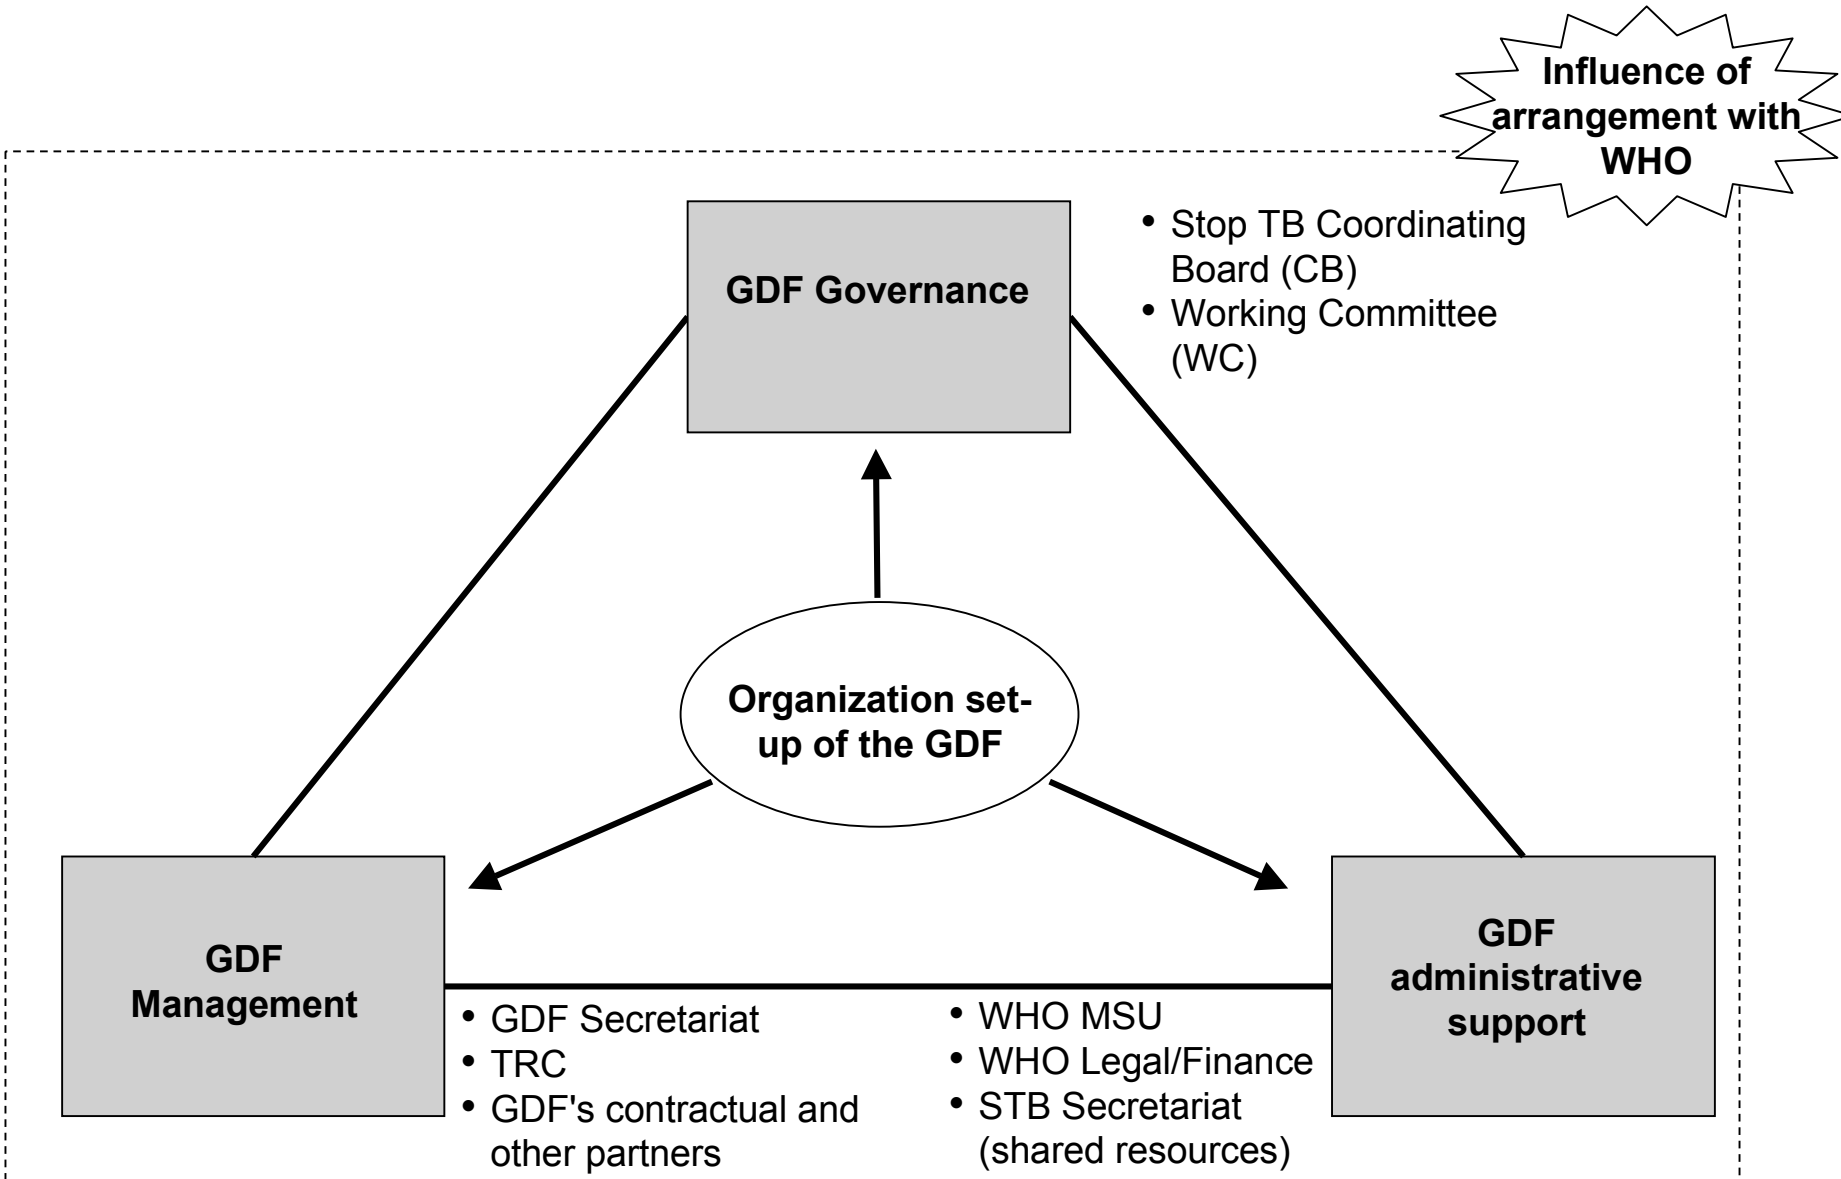 Influence of
arrangement with
WHO
GDF Governance
• Stop TB Coordinating
Board (CB)
• Working Committee
(WC)
Organization set-
up of the GDF
GDF
Management
• GDF Secretariat
• TRC
• GDF's contractual and
other partners
• WHO MSU
• WHO Legal/Finance
• STB Secretariat
(shared resources)
GDF
administrative
support